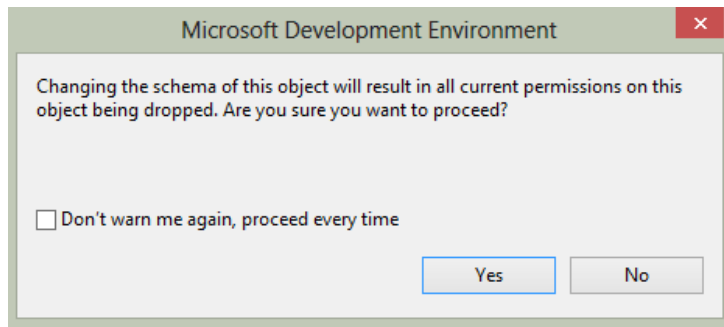 Microsoft Development Environment
Changing the schema of this object will result in all current permissions on this
object being dropped. Are you sure you want to proceed?
Don't warn me again, proceed every time
Yes No